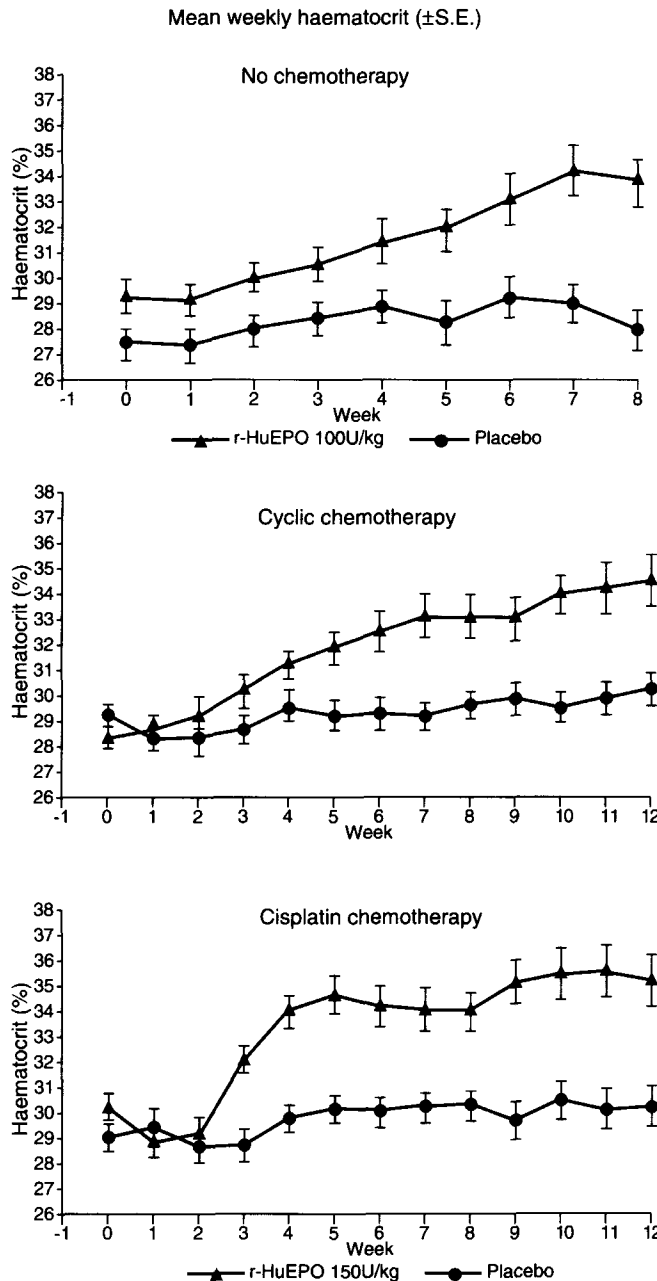 Mean weekly haematocrit (±S.E.)
No chemotherapy
Haematocrit (%)
38
37
36
35
34
33
32
31
30
29
28
27
26
-1 0 1 2 3 4 5 6 7 8
Week
r-HuEPO 100U/kg Placebo
Cyclic chemotherapy
Haematocrit (%)
38
37
36
35
34
33
32
31
30
29
28
27
26
-1 0 1 2 3 4 5 6 7 8 9 10 11 12
Week
Cisplatin chemotherapy
Haematocrit (%)
38
37
36
35
34
33
32
31
30
29
28
27
26
-1 0 1 2 3 4 5 6 7 8 9 10 11 12
Week
r-HuEPO 150U/kg Placebo